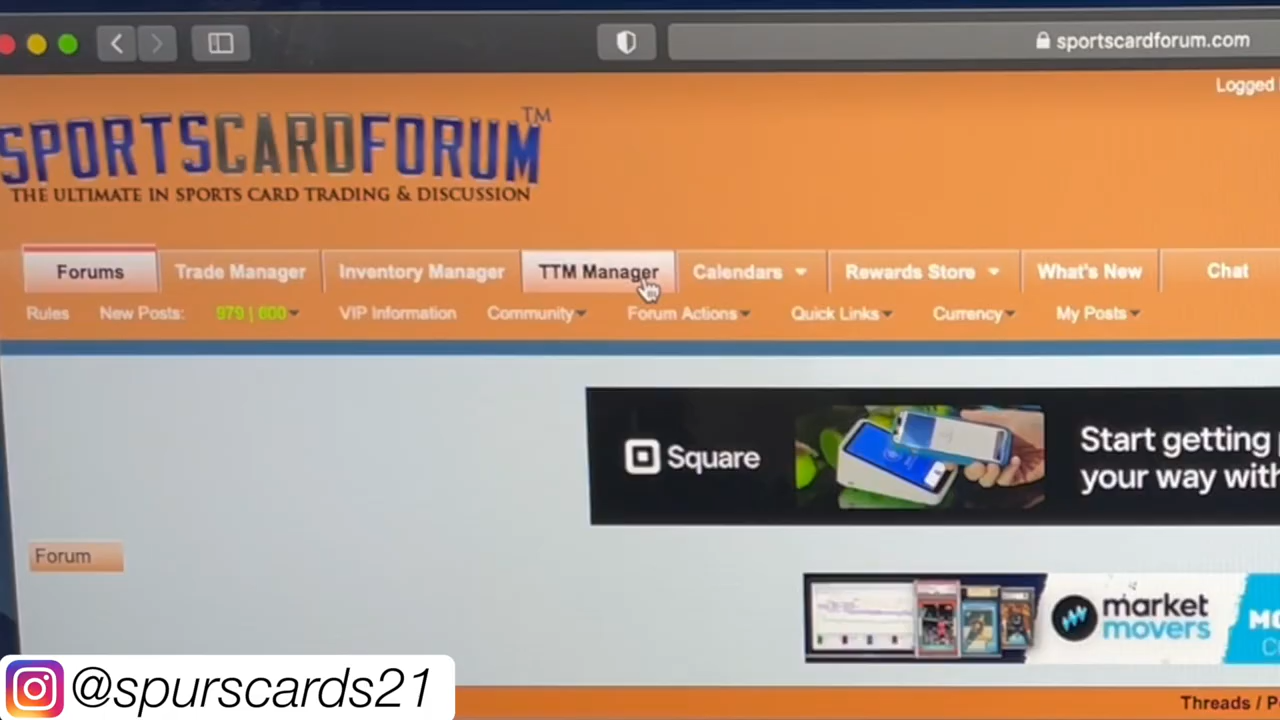 sportscardforum.com
Logged
SPORTSCARDFORUM™
THE ULTIMATE IN SPORTS CARD TRADING & DISCUSSION
Forums Trade Manager Inventory Manager TTM Manager Calendars Rewards Store What's New Chat
Rules New Posts: 979 | 600 VIP Information Community Forum Actions Quick Links Currency My Posts
Square
Start getting
your way with
Forum
market
movers
@spurscards21
Threads /